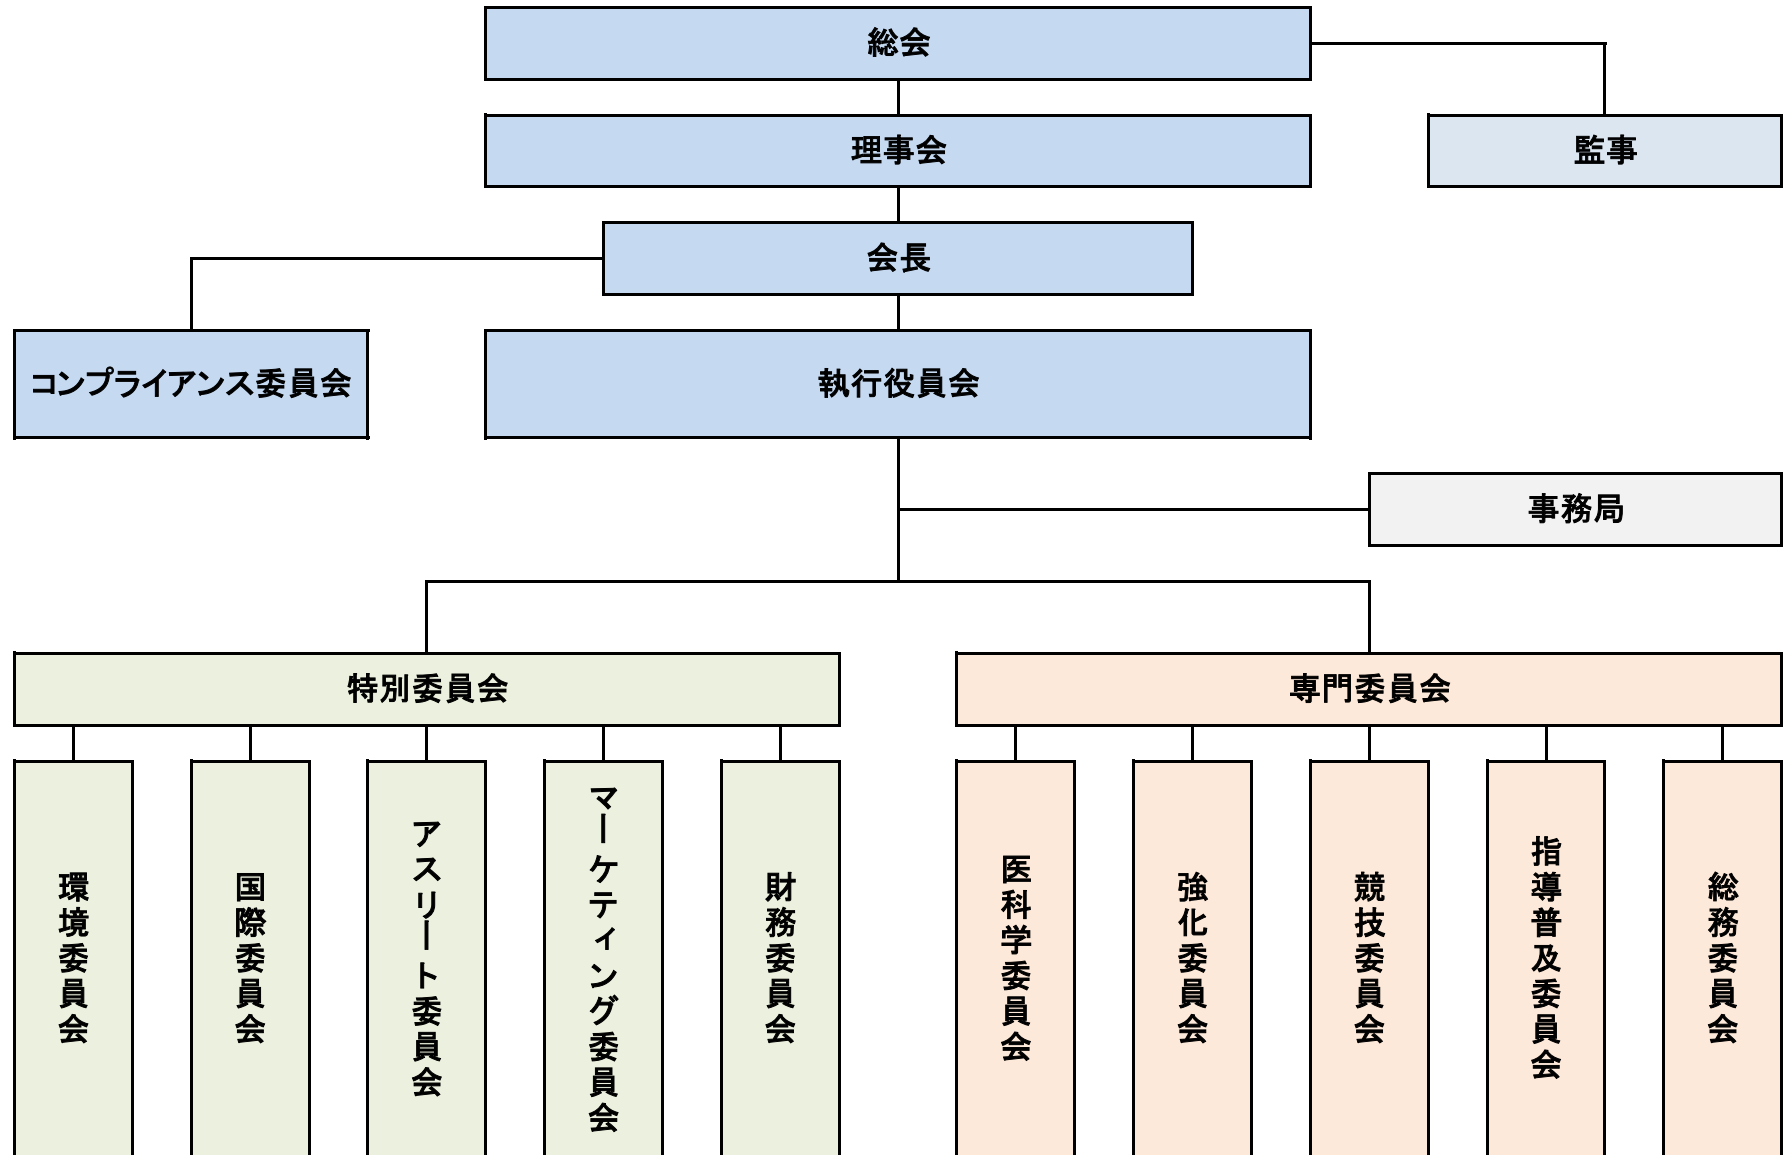 総会
理事会
監事
会長
コンプライアンス委員会
執行役員会
事務局
特別委員会
専門委員会
環境委員会
国際委員会
アスリート委員会
マーケティング委員会
財務委員会
医科学委員会
強化委員会
競技委員会
指導普及委員会
総務委員会